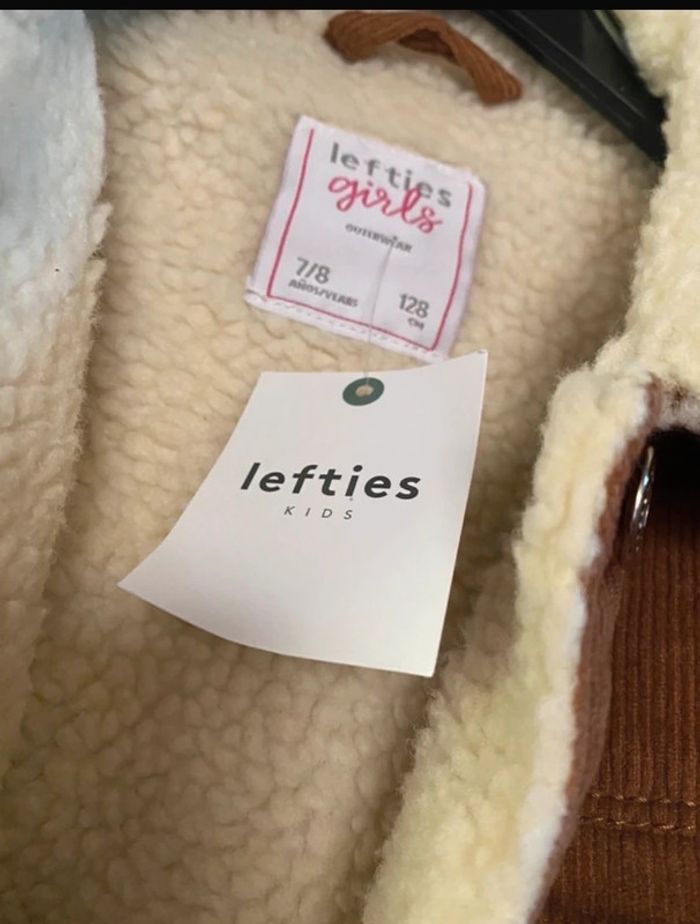 lefties
girls
OUTERWEAR
7/8
AÑOS/YEARS
128
CM
lefties
KIDS